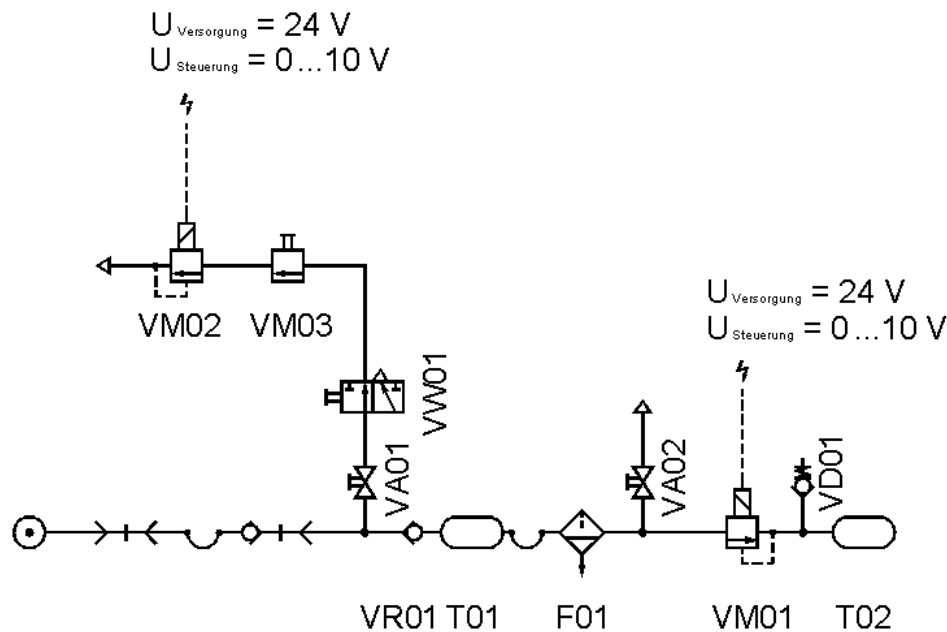 U Versorgung = 24 V
U Steuerung = 0...10 V
VM02 VM03
U Versorgung = 24 V
U Steuerung = 0...10 V
VW01
VA01
VA02
VD01
VR01 T01 F01 VM01 T02